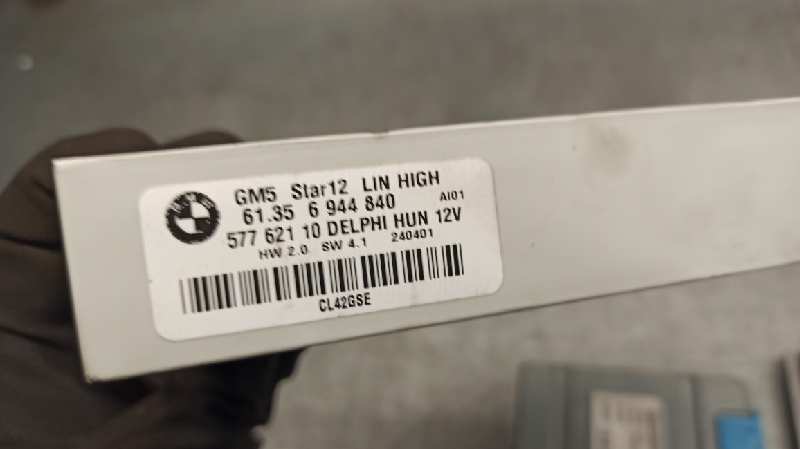 BMW
GM5 Star12 LIN HIGH
61.35 6 944 840 AI01
577 621 10 DELPHI HUN 12V
HW 2.0 SW 4.1 240401
CL42GSE